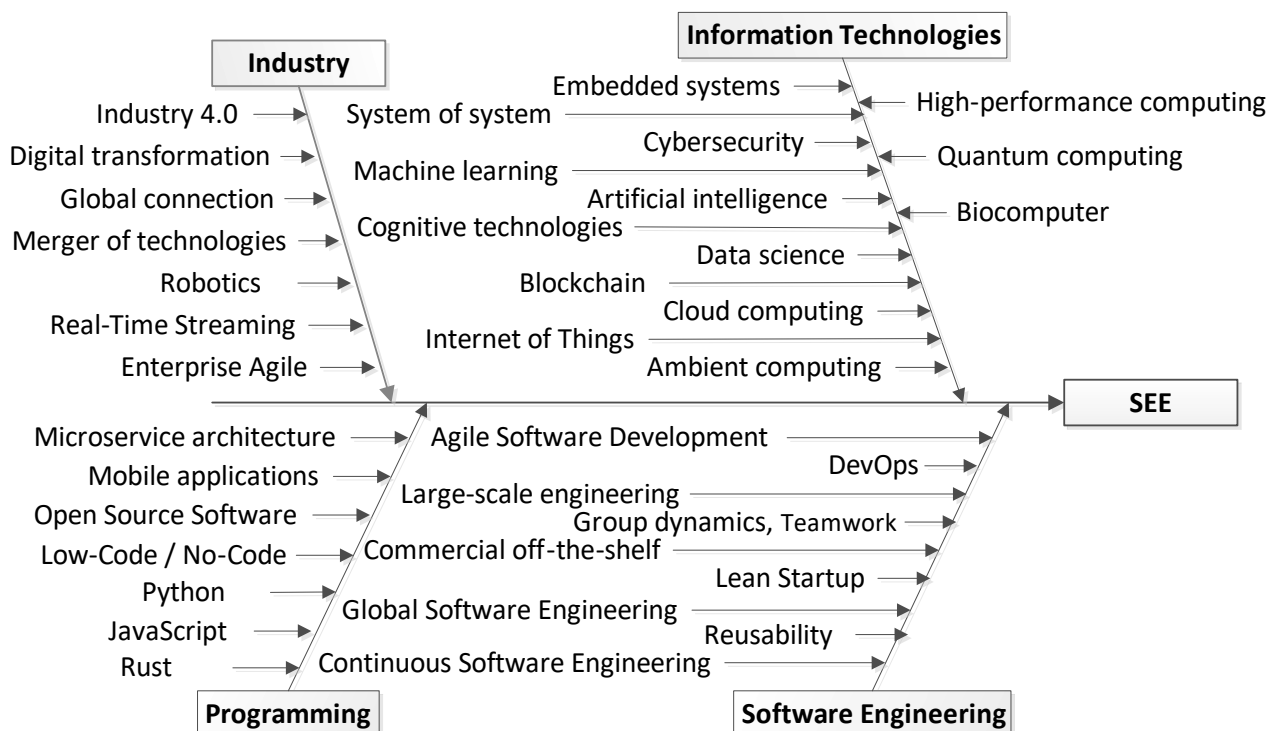 Industry
Industry 4.0
Digital transformation
Global connection
Merger of technologies
Robotics
Real-Time Streaming
Enterprise Agile
Information Technologies
Embedded systems
High-performance computing
System of system
Cybersecurity
Quantum computing
Machine learning
Artificial intelligence
Biocomputer
Cognitive technologies
Data science
Blockchain
Cloud computing
Internet of Things
Ambient computing
SEE
Microservice architecture
Mobile applications
Open Source Software
Low-Code / No-Code
Python
JavaScript
Rust
Programming
Agile Software Development
DevOps
Large-scale engineering
Group dynamics, Teamwork
Commercial off-the-shelf
Lean Startup
Global Software Engineering
Reusability
Continuous Software Engineering
Software Engineering